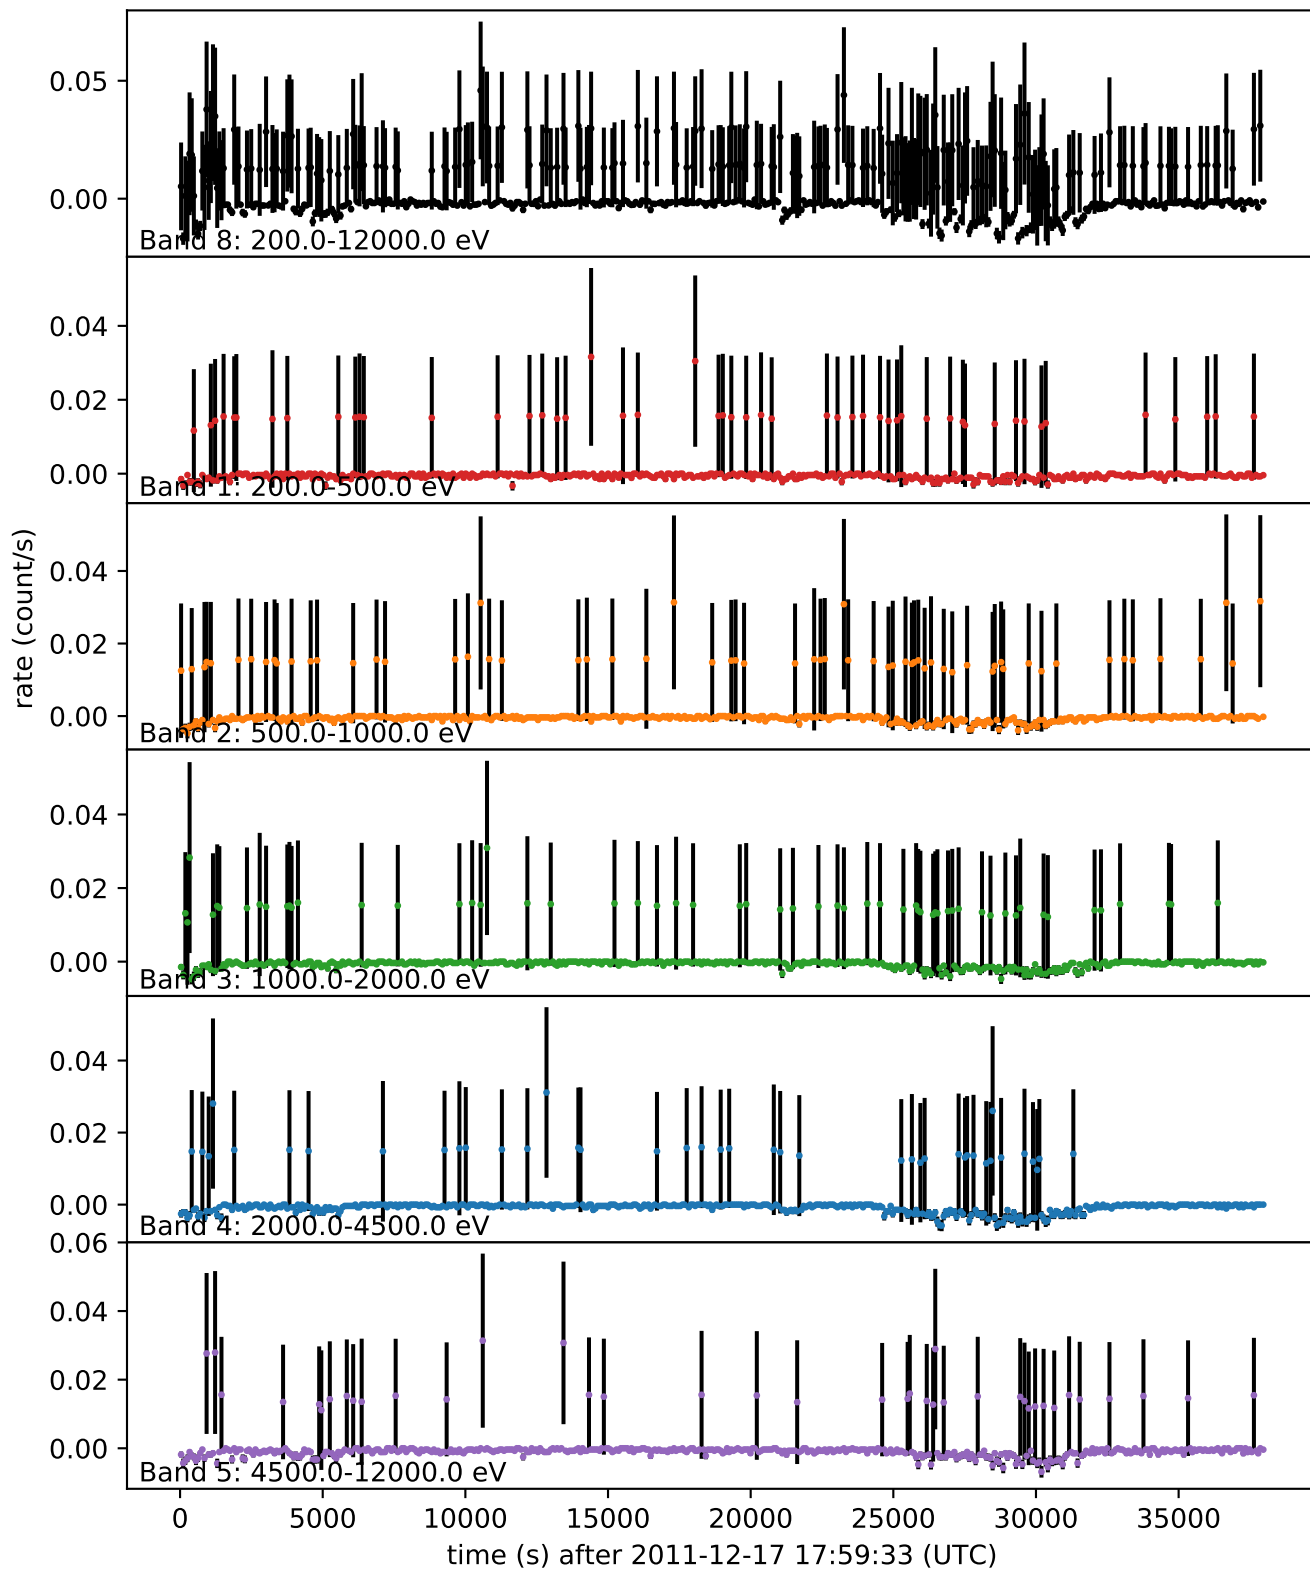 0.05
0.00
Band 8: 200.0-12000.0 eV
0.04
0.02
0.00
Band 1: 200.0-500.0 eV
rate (count/s)
0.04
0.02
0.00
Band 2: 500.0-1000.0 eV
0.04
0.02
0.00
Band 3: 1000.0-2000.0 eV
0.04
0.02
0.00
Band 4: 2000.0-4500.0 eV
0.06
0.04
0.02
0.00
Band 5: 4500.0-12000.0 eV
0 5000 10000 15000 20000 25000 30000 35000
time (s) after 2011-12-17 17:59:33 (UTC)